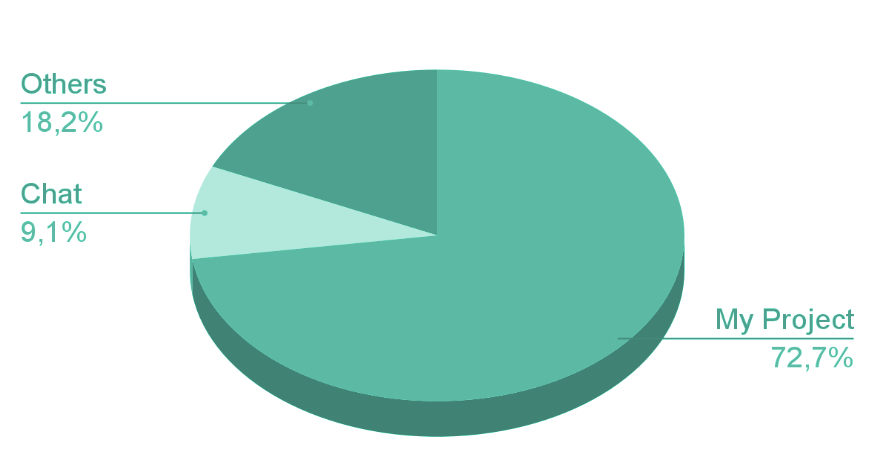 Others
18,2%
Chat
9,1%
My Project
72,7%